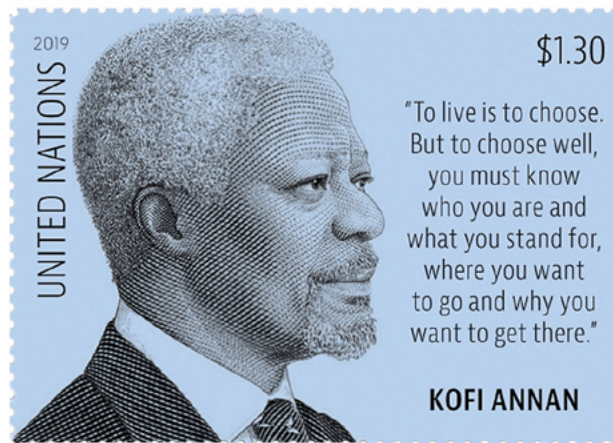 2019
UNITED NATIONS
$1.30
"To live is to choose.
But to choose well,
you must know
who you are and
what you stand for,
where you want
to go and why you
want to get there."
KOFI ANNAN